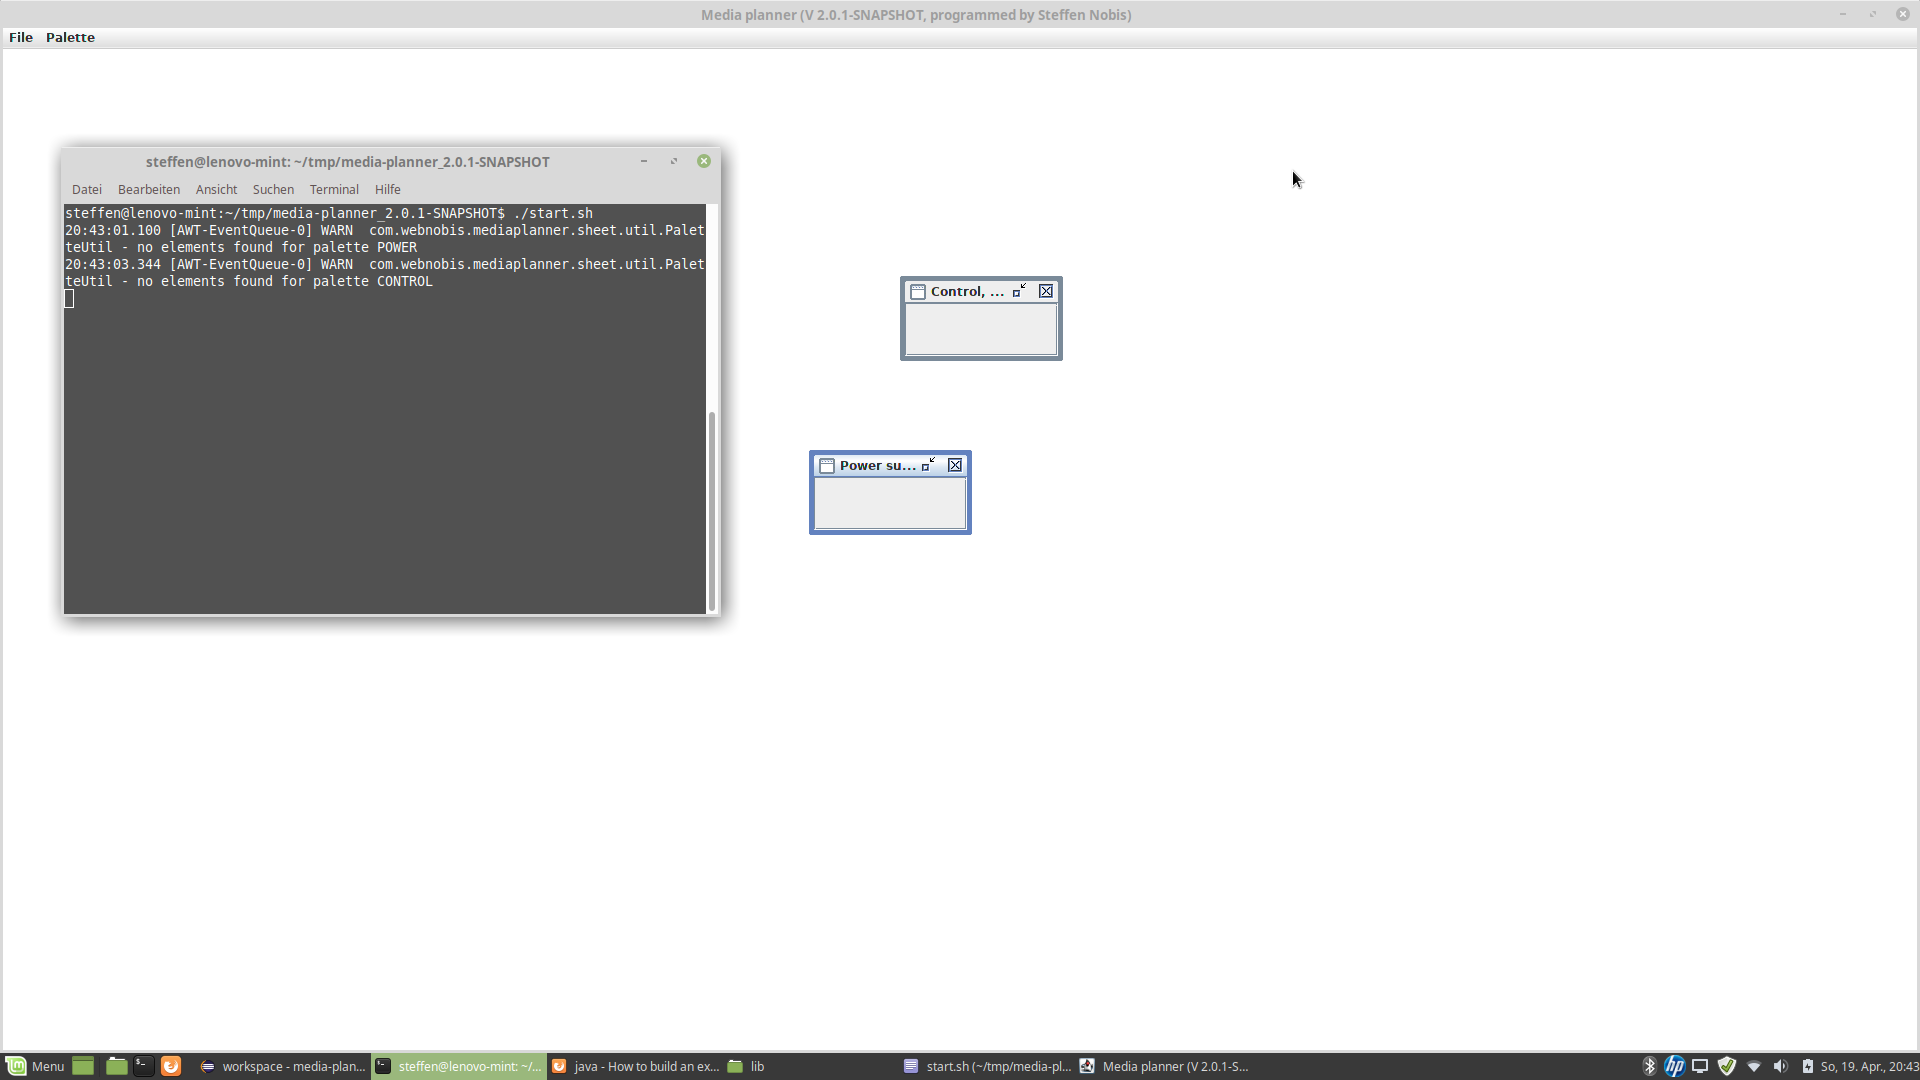 Media planner (V 2.0.1-SNAPSHOT, programmed by Steffen Nobis)
File Palette
steffen@lenovo-mint: ~/tmp/media-planner_2.0.1-SNAPSHOT
Datei Bearbeiten Ansicht Suchen Terminal Hilfe
steffen@lenovo-mint:~/tmp/media-planner_2.0.1-SNAPSHOT$ ./start.sh
20:43:01.100 [AWT-EventQueue-0] WARN  com.webnobis.mediaplanner.sheet.util.Palet
teUtil - no elements found for palette POWER
20:43:03.344 [AWT-EventQueue-0] WARN  com.webnobis.mediaplanner.sheet.util.Palet
teUtil - no elements found for palette CONTROL
Control, ...
Power su...
Menu workspace - media-plan... steffen@lenovo-mint: ~/... java - How to build an ex... lib start.sh (~/tmp/media-pl... Media planner (V 2.0.1-S... hp So, 19. Apr., 20:43